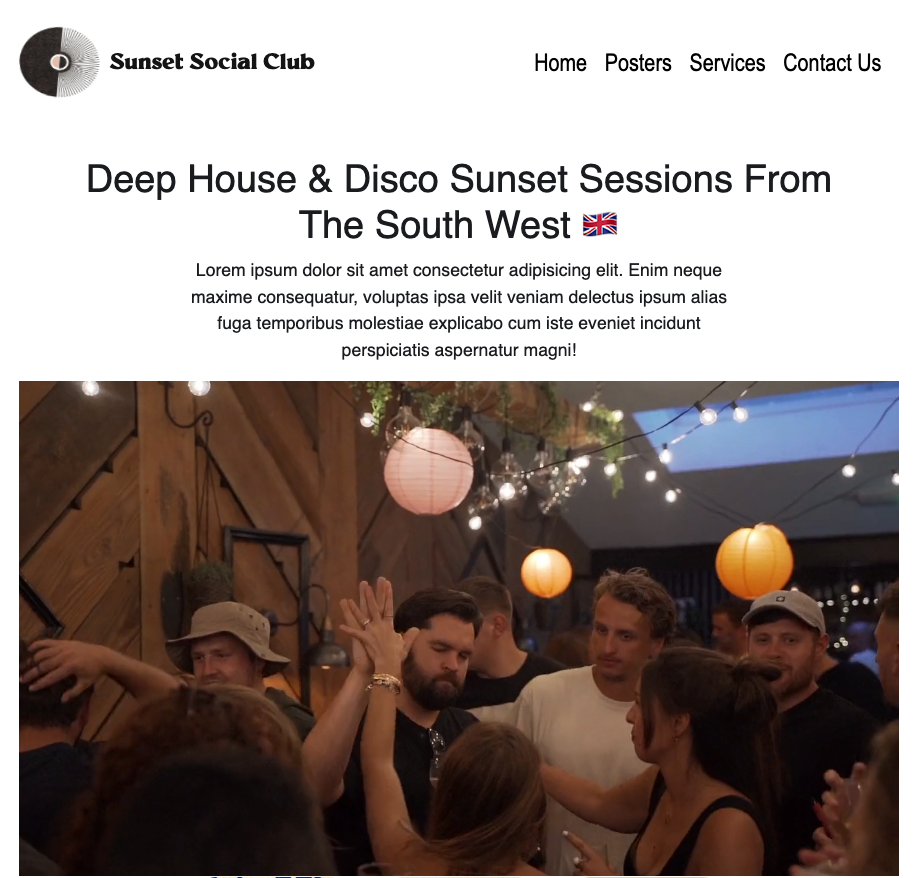 Sunset Social Club
Home Posters Services Contact Us
Deep House & Disco Sunset Sessions From
The South West 🇬🇧
Lorem ipsum dolor sit amet consectetur adipisicing elit. Enim neque
maxime consequatur, voluptas ipsa velit veniam delectus ipsum alias
fuga temporibus molestiae explicabo cum iste eveniet incidunt
perspiciatis aspernatur magni!